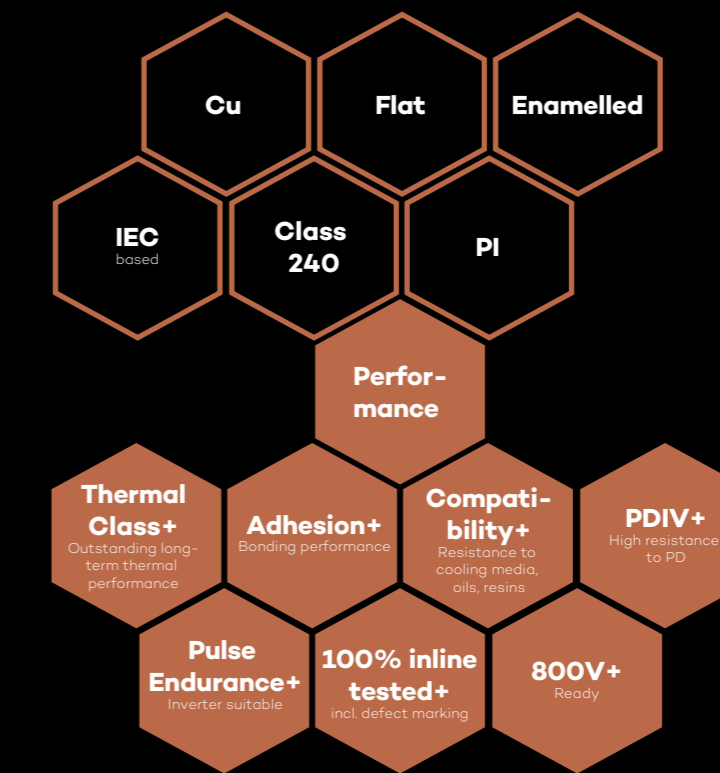 Cu
Flat
Enamelled
IEC
based
Class
240
PI
Perfor-
mance
Thermal
Class+
Outstanding long-
term thermal
performance
Adhesion+
Bonding performance
Compati-
bility+
Resistance to
cooling media,
oils, resins
PDIV+
High resistance
to PD
Pulse
Endurance+
Inverter suitable
100% inline
tested+
incl. defect marking
800V+
Ready